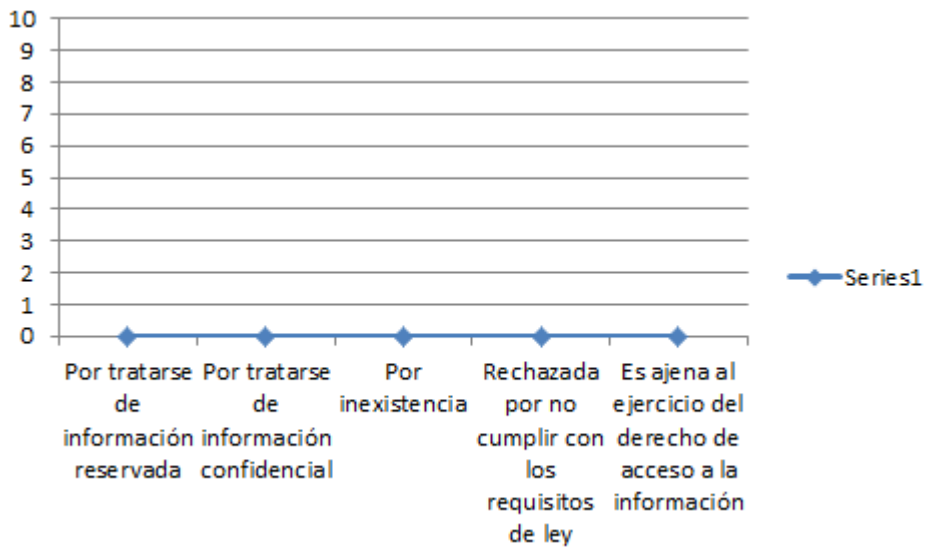 10
9
8
7
6
5
4
3
2
1
0
Por tratarse
de
información
reservada
Por tratarse
de
información
confidencial
Por
inexistencia
Rechazada
por no
cumplir con
los
requisitos
de ley
Es ajena al
ejercicio del
derecho de
acceso a la
información
Series1